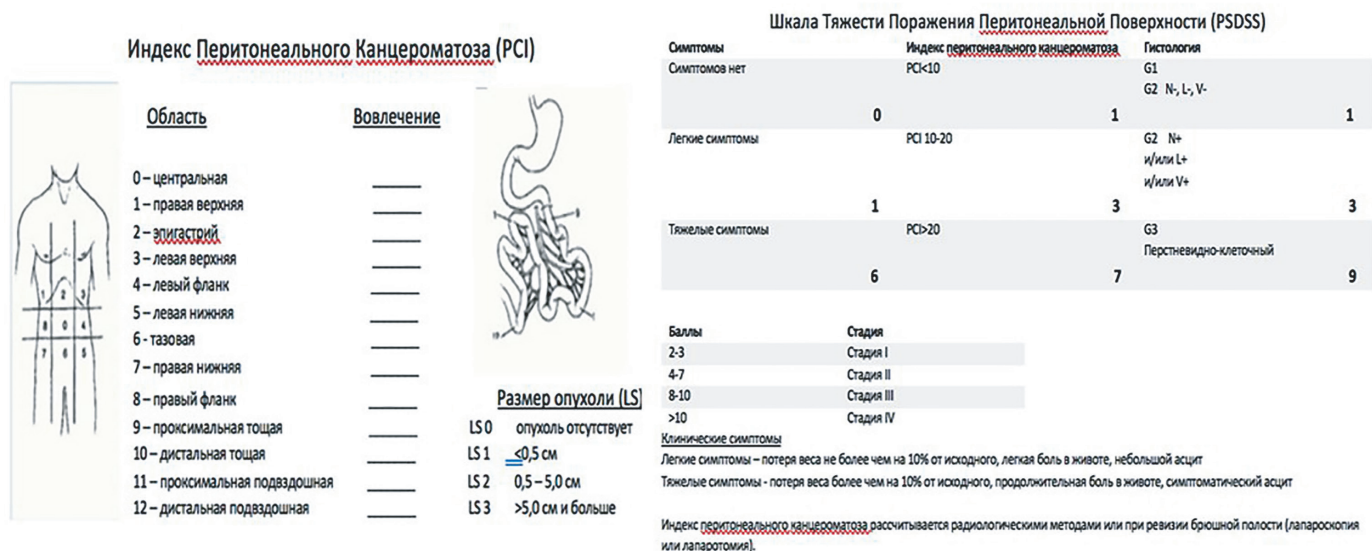 Индекс Перитонеального Канцероматоза (PCI)
Область Вовлечение
0 – центральная
1 – правая верхняя
2 – эпигастрий
3 – левая верхняя
4 – левый фланк
5 – левая нижняя
6 - тазовая
7 – правая нижняя
8 – правый фланк
9 – проксимальная тощая
10 – дистальная тощая
11 – проксимальная подвздошная
12 – дистальная подвздошная
1 2 3
8 0 4
7 6 5
Размер опухоли (LS)
LS 0 опухоль отсутствует
LS 1 <0,5 см
LS 2 0,5 – 5,0 см
LS 3 >5,0 см и больше
Шкала Тяжести Поражения Перитонеальной Поверхности (PSDSS)
Симптомы Индекс перитонеального канцероматоза Гистология
Симптомов нет PCI<10 G1
G2 N-, L-, V-
0 1 1
Легкие симптомы PCI 10-20 G2 N+
и/или L+
и/или V+
1 3 3
Тяжелые симптомы PCI>20 G3
Перстневидно-клеточный
6 7 9
Баллы Стадия
2-3 Стадия I
4-7 Стадия II
8-10 Стадия III
>10 Стадия IV
Клинические симптомы
Легкие симптомы – потеря веса не более чем на 10% от исходного, легкая боль в животе, небольшой асцит
Тяжелые симптомы - потеря веса более чем на 10% от исходного, продолжительная боль в животе, симптоматический асцит
Индекс перитонеального канцероматоза рассчитывается радиологическими методами или при ревизии брюшной полости (лапароскопия
или лапаротомия).